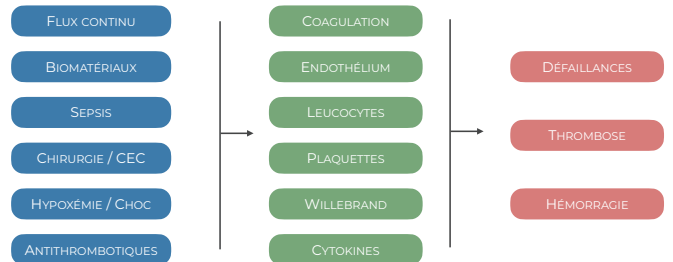 Flux continu
Biomatériaux
Sepsis
Chirurgie / CEC
Hypoxémie / Choc
Antithrombotiques
Coagulation
Endothélium
Leucocytes
Plaquettes
Willebrand
Cytokines
Défaillances
Thrombose
Hémorragie